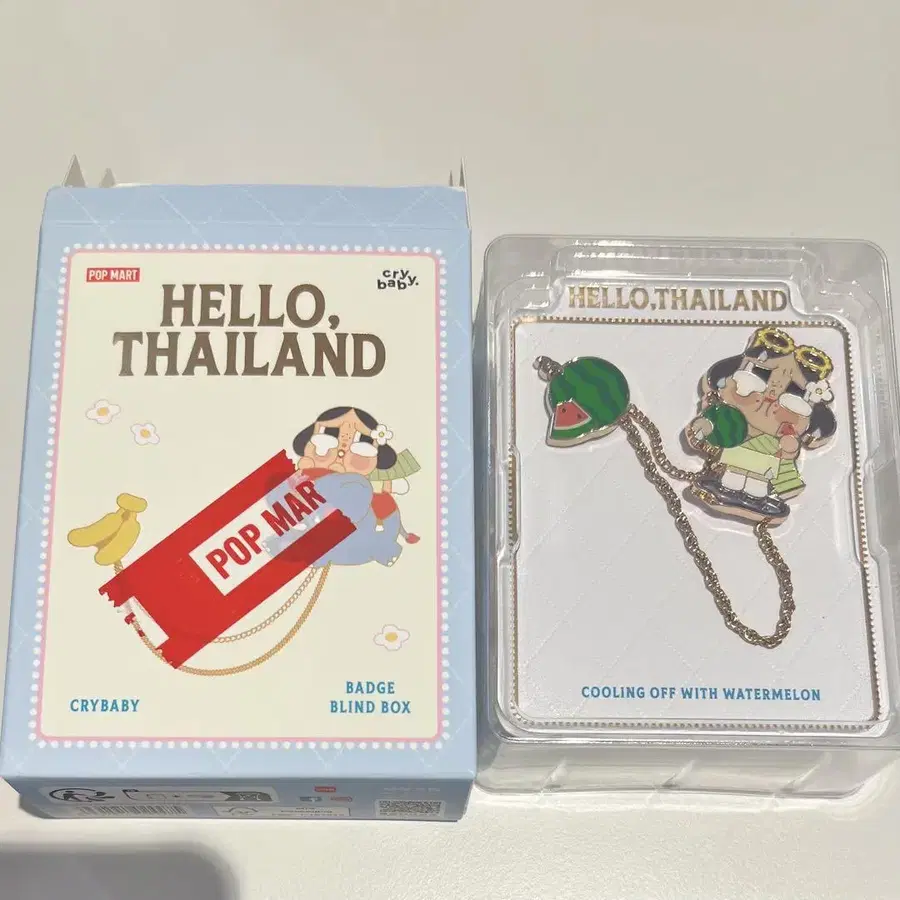 POP MART
cry
baby.
HELLO,
THAILAND
POP MAR
CRYBABY
BADGE
BLIND BOX
HELLO,THAILAND
COOLING OFF WITH WATERMELON